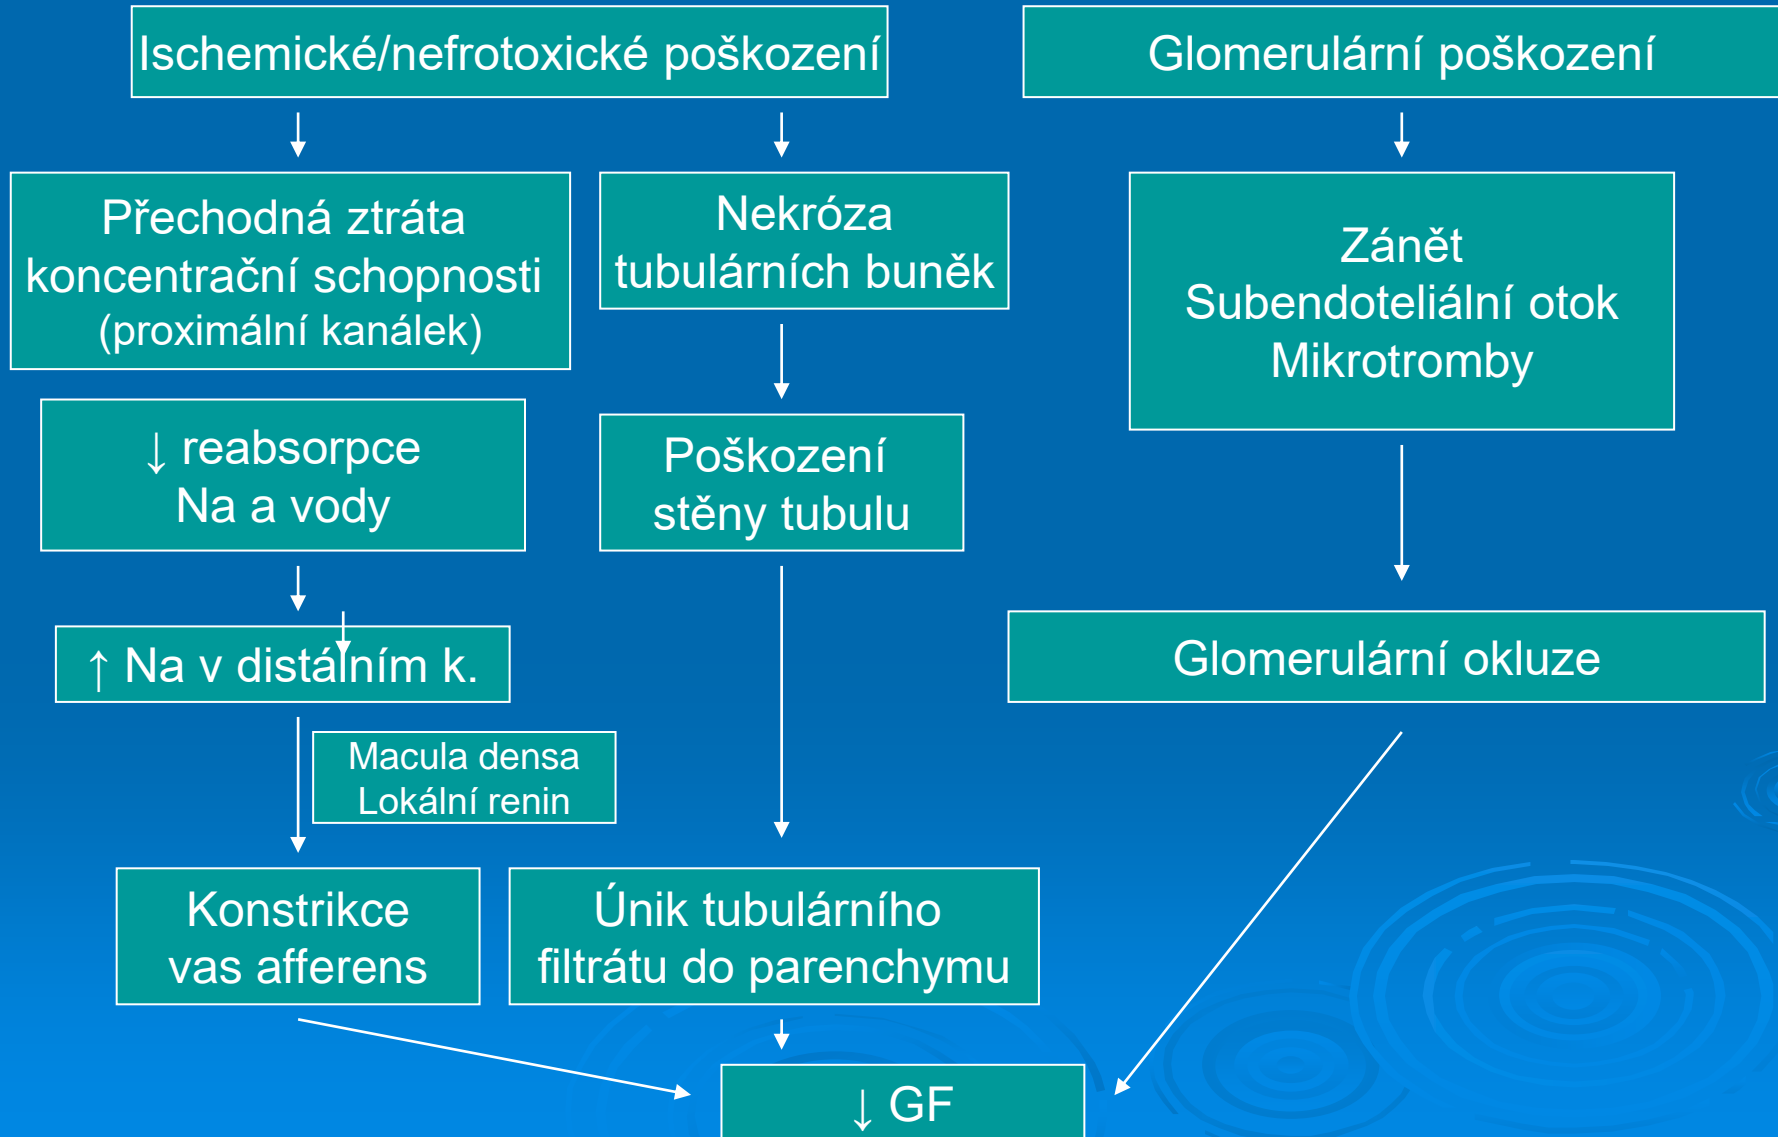 Ischemické/nefrotoxické poškození
Glomerulární poškození
Přechodná ztráta
koncentrační schopnosti
(proximální kanálek)
Nekróza
tubulárních buněk
Zánět
Subendoteliální otok
Mikrotromby
↓ reabsorpce
Na a vody
Poškození
stěny tubulu
↑ Na v distálním k.
Glomerulární okluze
Macula densa
Lokální renin
Konstrikce
vas afferens
Únik tubulárního
filtrátu do parenchymu
↓ GF